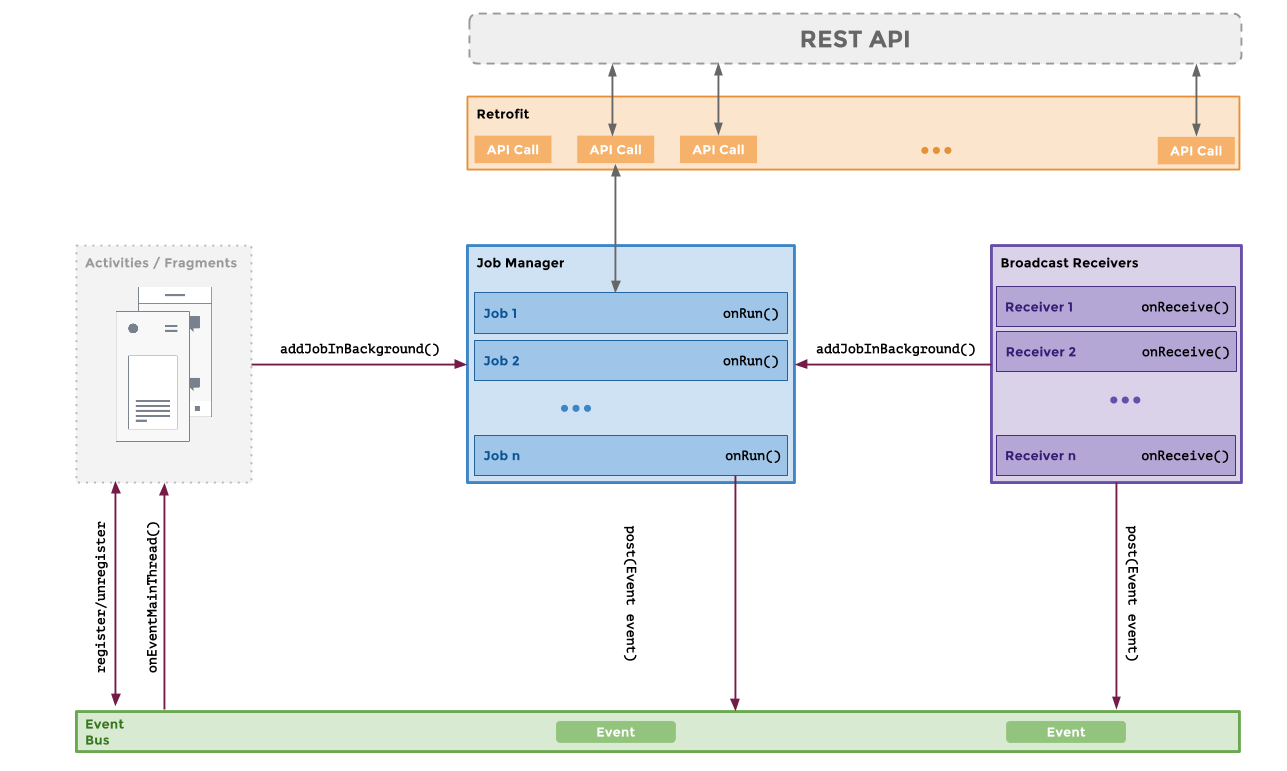 REST API
Retrofit
API Call
API Call
API Call
API Call
Activities / Fragments
Job Manager
Job 1 onRun()
Job 2 onRun()
Job n onRun()
Broadcast Receivers
Receiver 1 onReceive()
Receiver 2 onReceive()
Receiver n onReceive()
addJobInBackground()
addJobInBackground()
register/unregister
onEventMainThread()
post(Event event)
post(Event event)
Event
Bus
Event
Event